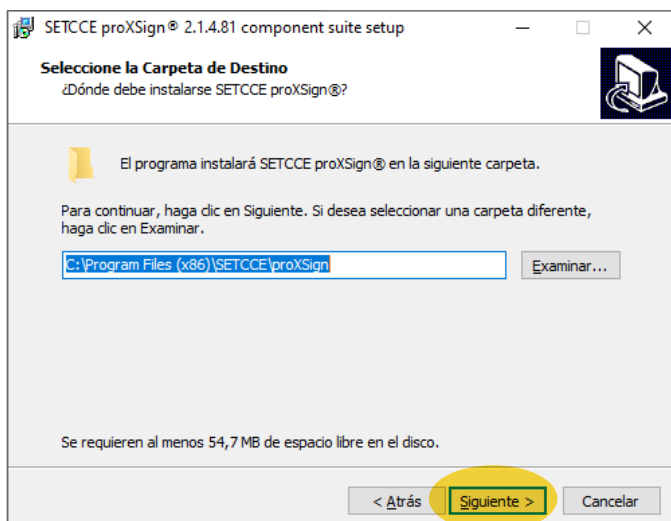 SETCCE proXSign® 2.1.4.81 component suite setup
Seleccione la Carpeta de Destino
¿Dónde debe instalarse SETCCE proXSign®?
El programa instalará SETCCE proXSign® en la siguiente carpeta.
Para continuar, haga clic en Siguiente. Si desea seleccionar una carpeta diferente,
haga clic en Examinar.
C:\Program Files (x86)\SETCCE\proXSign
Examinar...
Se requieren al menos 54,7 MB de espacio libre en el disco.
< Atrás Siguiente > Cancelar